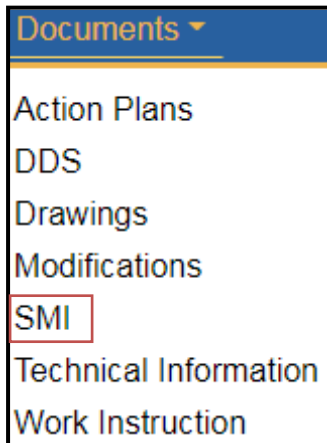 Documents
Action Plans
DDS
Drawings
Modifications
SMI
Technical Information
Work Instruction